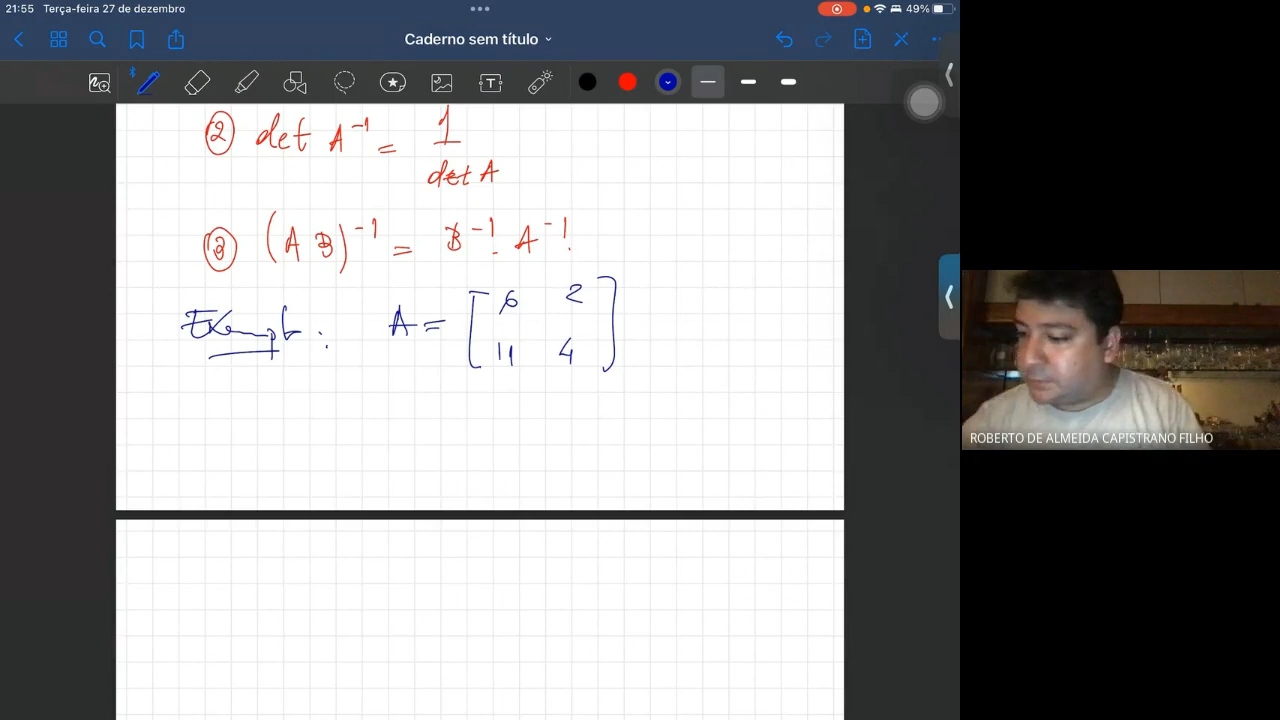 21:55 Terça-feira 27 de dezembro
49%
Caderno sem título
T
② det A⁻¹ = 1
det A
③ (A B)⁻¹ = B⁻¹. A⁻¹.
Exemplo: A = [6 2
11 4]
ROBERTO DE ALMEIDA CAPISTRANO FILHO